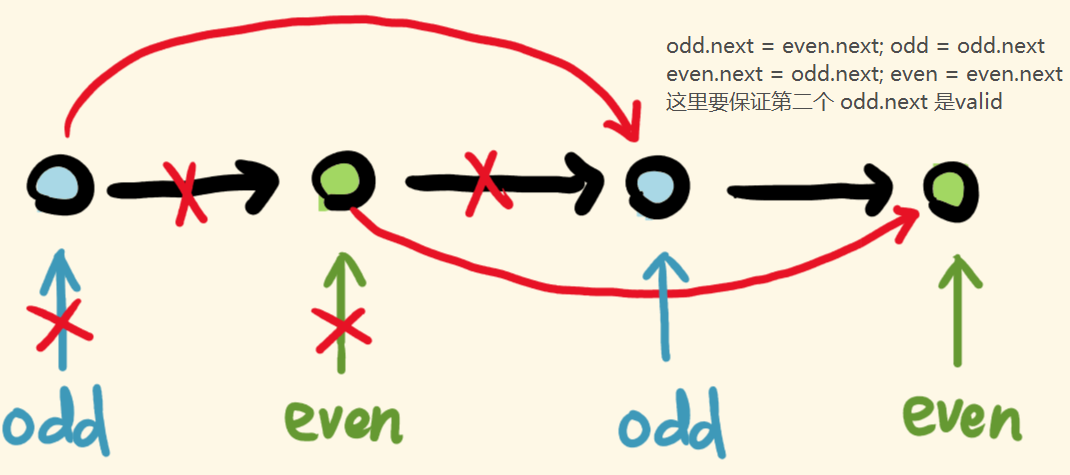 odd.next = even.next; odd = odd.next
even.next = odd.next; even = even.next
这里要保证第二个 odd.next 是valid
odd even odd even